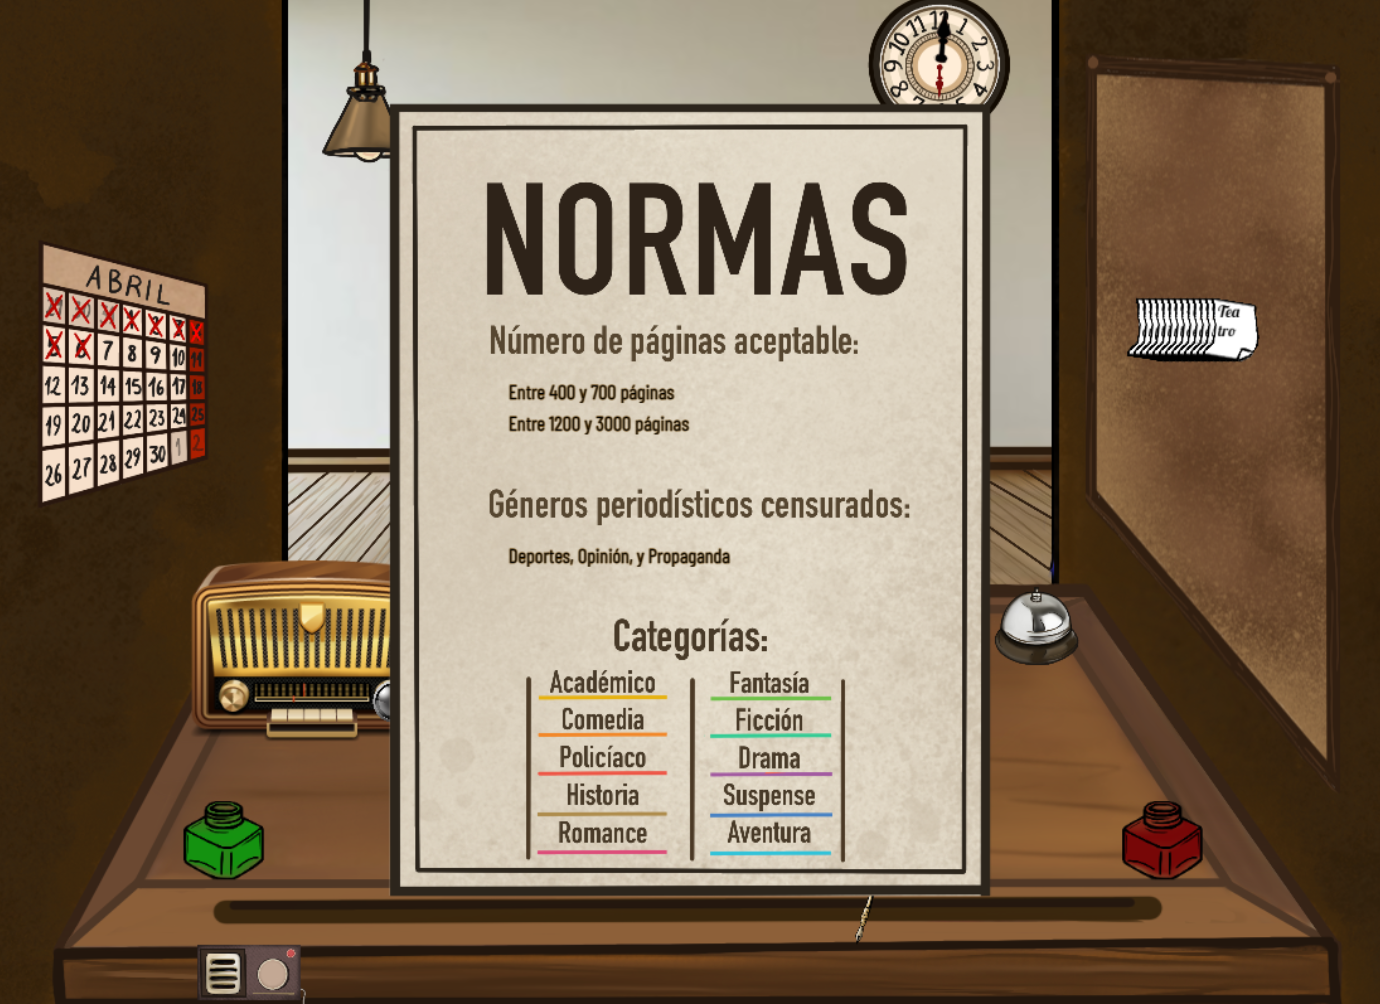 12 1 2 3 4 5 7 8 9 10 11
NORMAS
ABRIL
7 8 9 10 11
12 13 14 15 16 17 18
19 20 21 22 23 24 25
26 27 28 29 30 1 2
Tea
tro
Número de páginas aceptable:
Entre 400 y 700 páginas
Entre 1200 y 3000 páginas
Géneros periodísticos censurados:
Deportes, Opinión, y Propaganda
Categorías:
Académico Fantasía
Comedia Ficción
Policíaco Drama
Historia Suspense
Romance Aventura